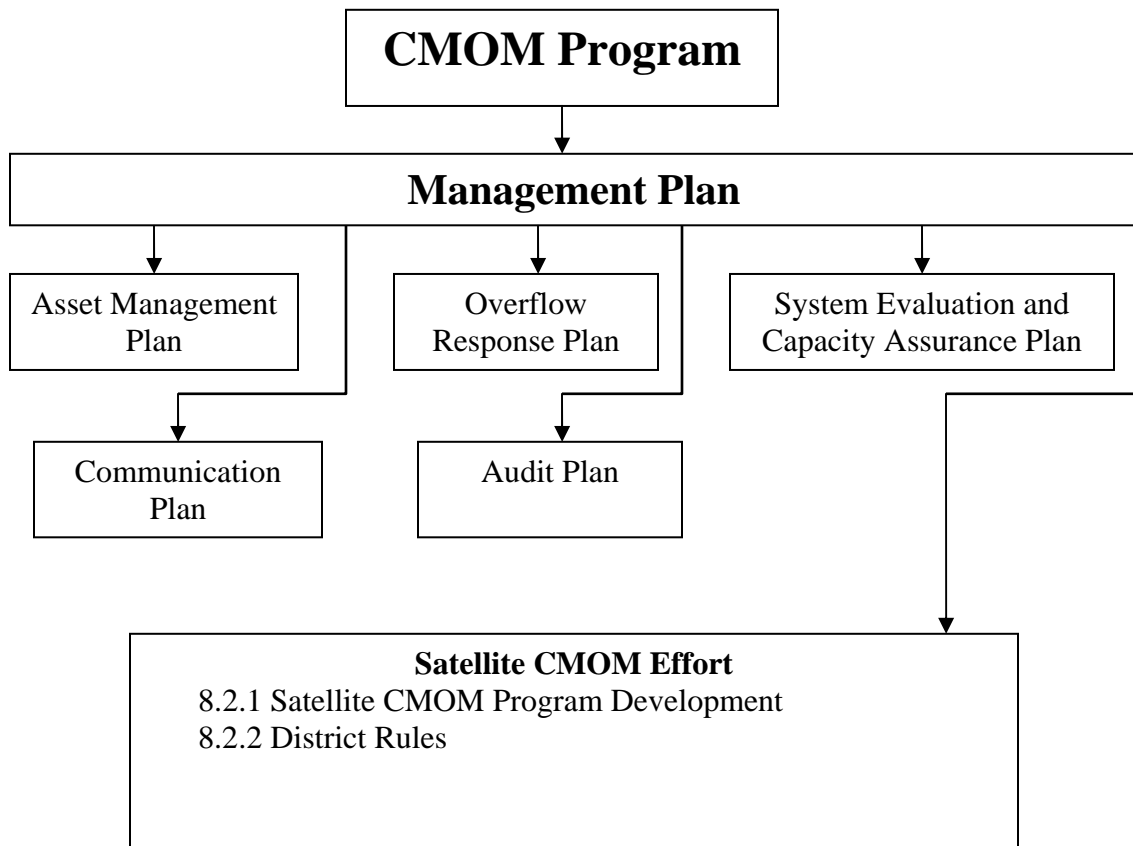 CMOM Program
Management Plan
Asset Management
Plan
Overflow
Response Plan
System Evaluation and
Capacity Assurance Plan
Communication
Plan
Audit Plan
Satellite CMOM Effort
8.2.1 Satellite CMOM Program Development
8.2.2 District Rules